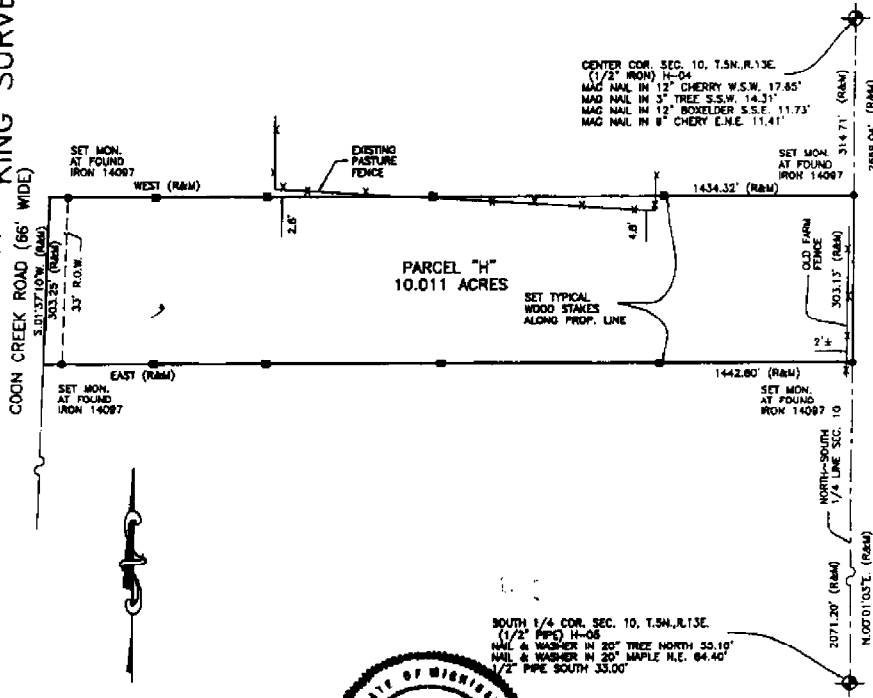 KING SURVE
COON CREEK ROAD (66' WIDE)
S.01°37'10"W. (R&M)
303.25' (R&M)
33' R.O.W.
SET MON.
AT FOUND
IRON 14097
WEST (R&M)
EXISTING
PASTURE
FENCE
2.6'
4.8'
CENTER COR. SEC. 10, T.5N.,R.13E.
(1/2" IRON) H-04
MAG NAIL IN 12" CHERRY W.S.W. 17.65'
MAG NAIL IN 3" TREE S.S.W. 14.31'
MAG NAIL IN 12" BOXELDER S.S.E. 11.73'
MAG NAIL IN 8" CHERY E.N.E. 11.41'
SET MON.
AT FOUND
IRON 14097
1434.32' (R&M)
314.71' (R&M)
PARCEL "H"
10.011 ACRES
SET TYPICAL
WOOD STAKES
ALONG PROP. LINE
OLD FARM
FENCE
303.13' (R&M)
2'±
EAST (R&M)
SET MON.
AT FOUND
IRON 14097
1442.60' (R&M)
SET MON.
AT FOUND
IRON 14097
NORTH-SOUTH
1/4 LINE SEC. 10
2071.20' (R&M)
N.00°01'03"E. (R&M)
SOUTH 1/4 COR. SEC. 10, T.5N.,R.13E.
(1/2" PIPE) H-05
NAIL & WASHER IN 20" TREE NORTH 55.10'
NAIL & WASHER IN 20" MAPLE N.E. 64.40'
1/2" PIPE SOUTH 33.00'
ATE OF MICHIGA